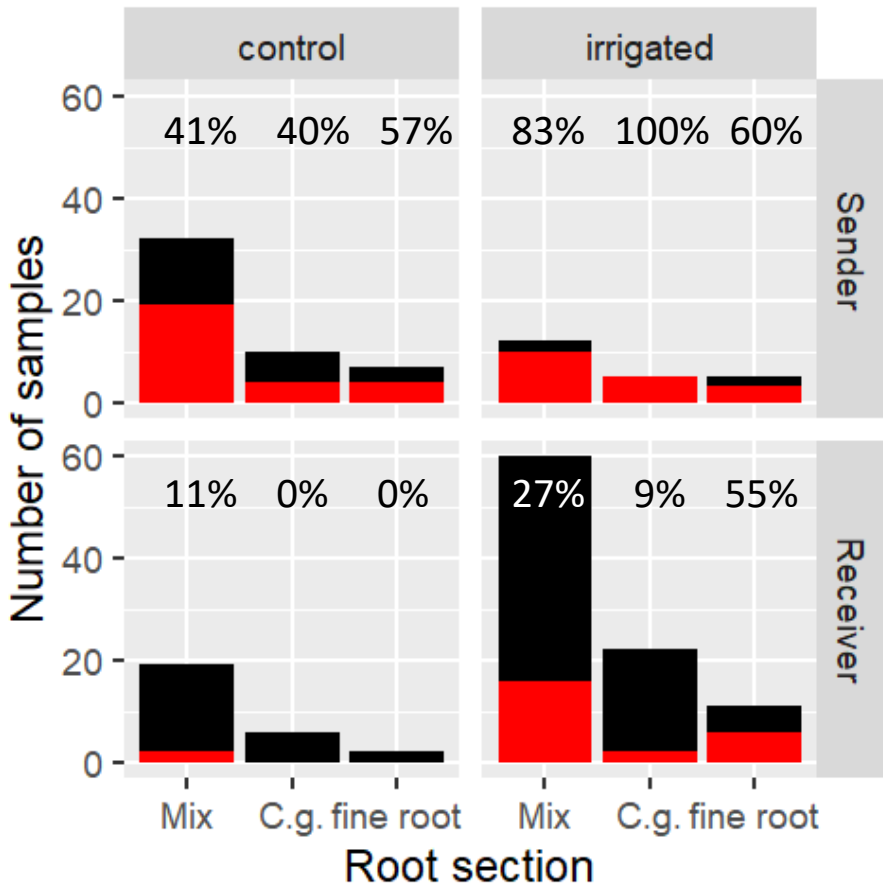 control irrigated
60
41% 40% 57% 83% 100% 60%
40
20
0
Sender
60
11% 0% 0% 27% 9% 55%
40
20
0
Receiver
Number of samples
Mix C.g. fine root Mix C.g. fine root
Root section